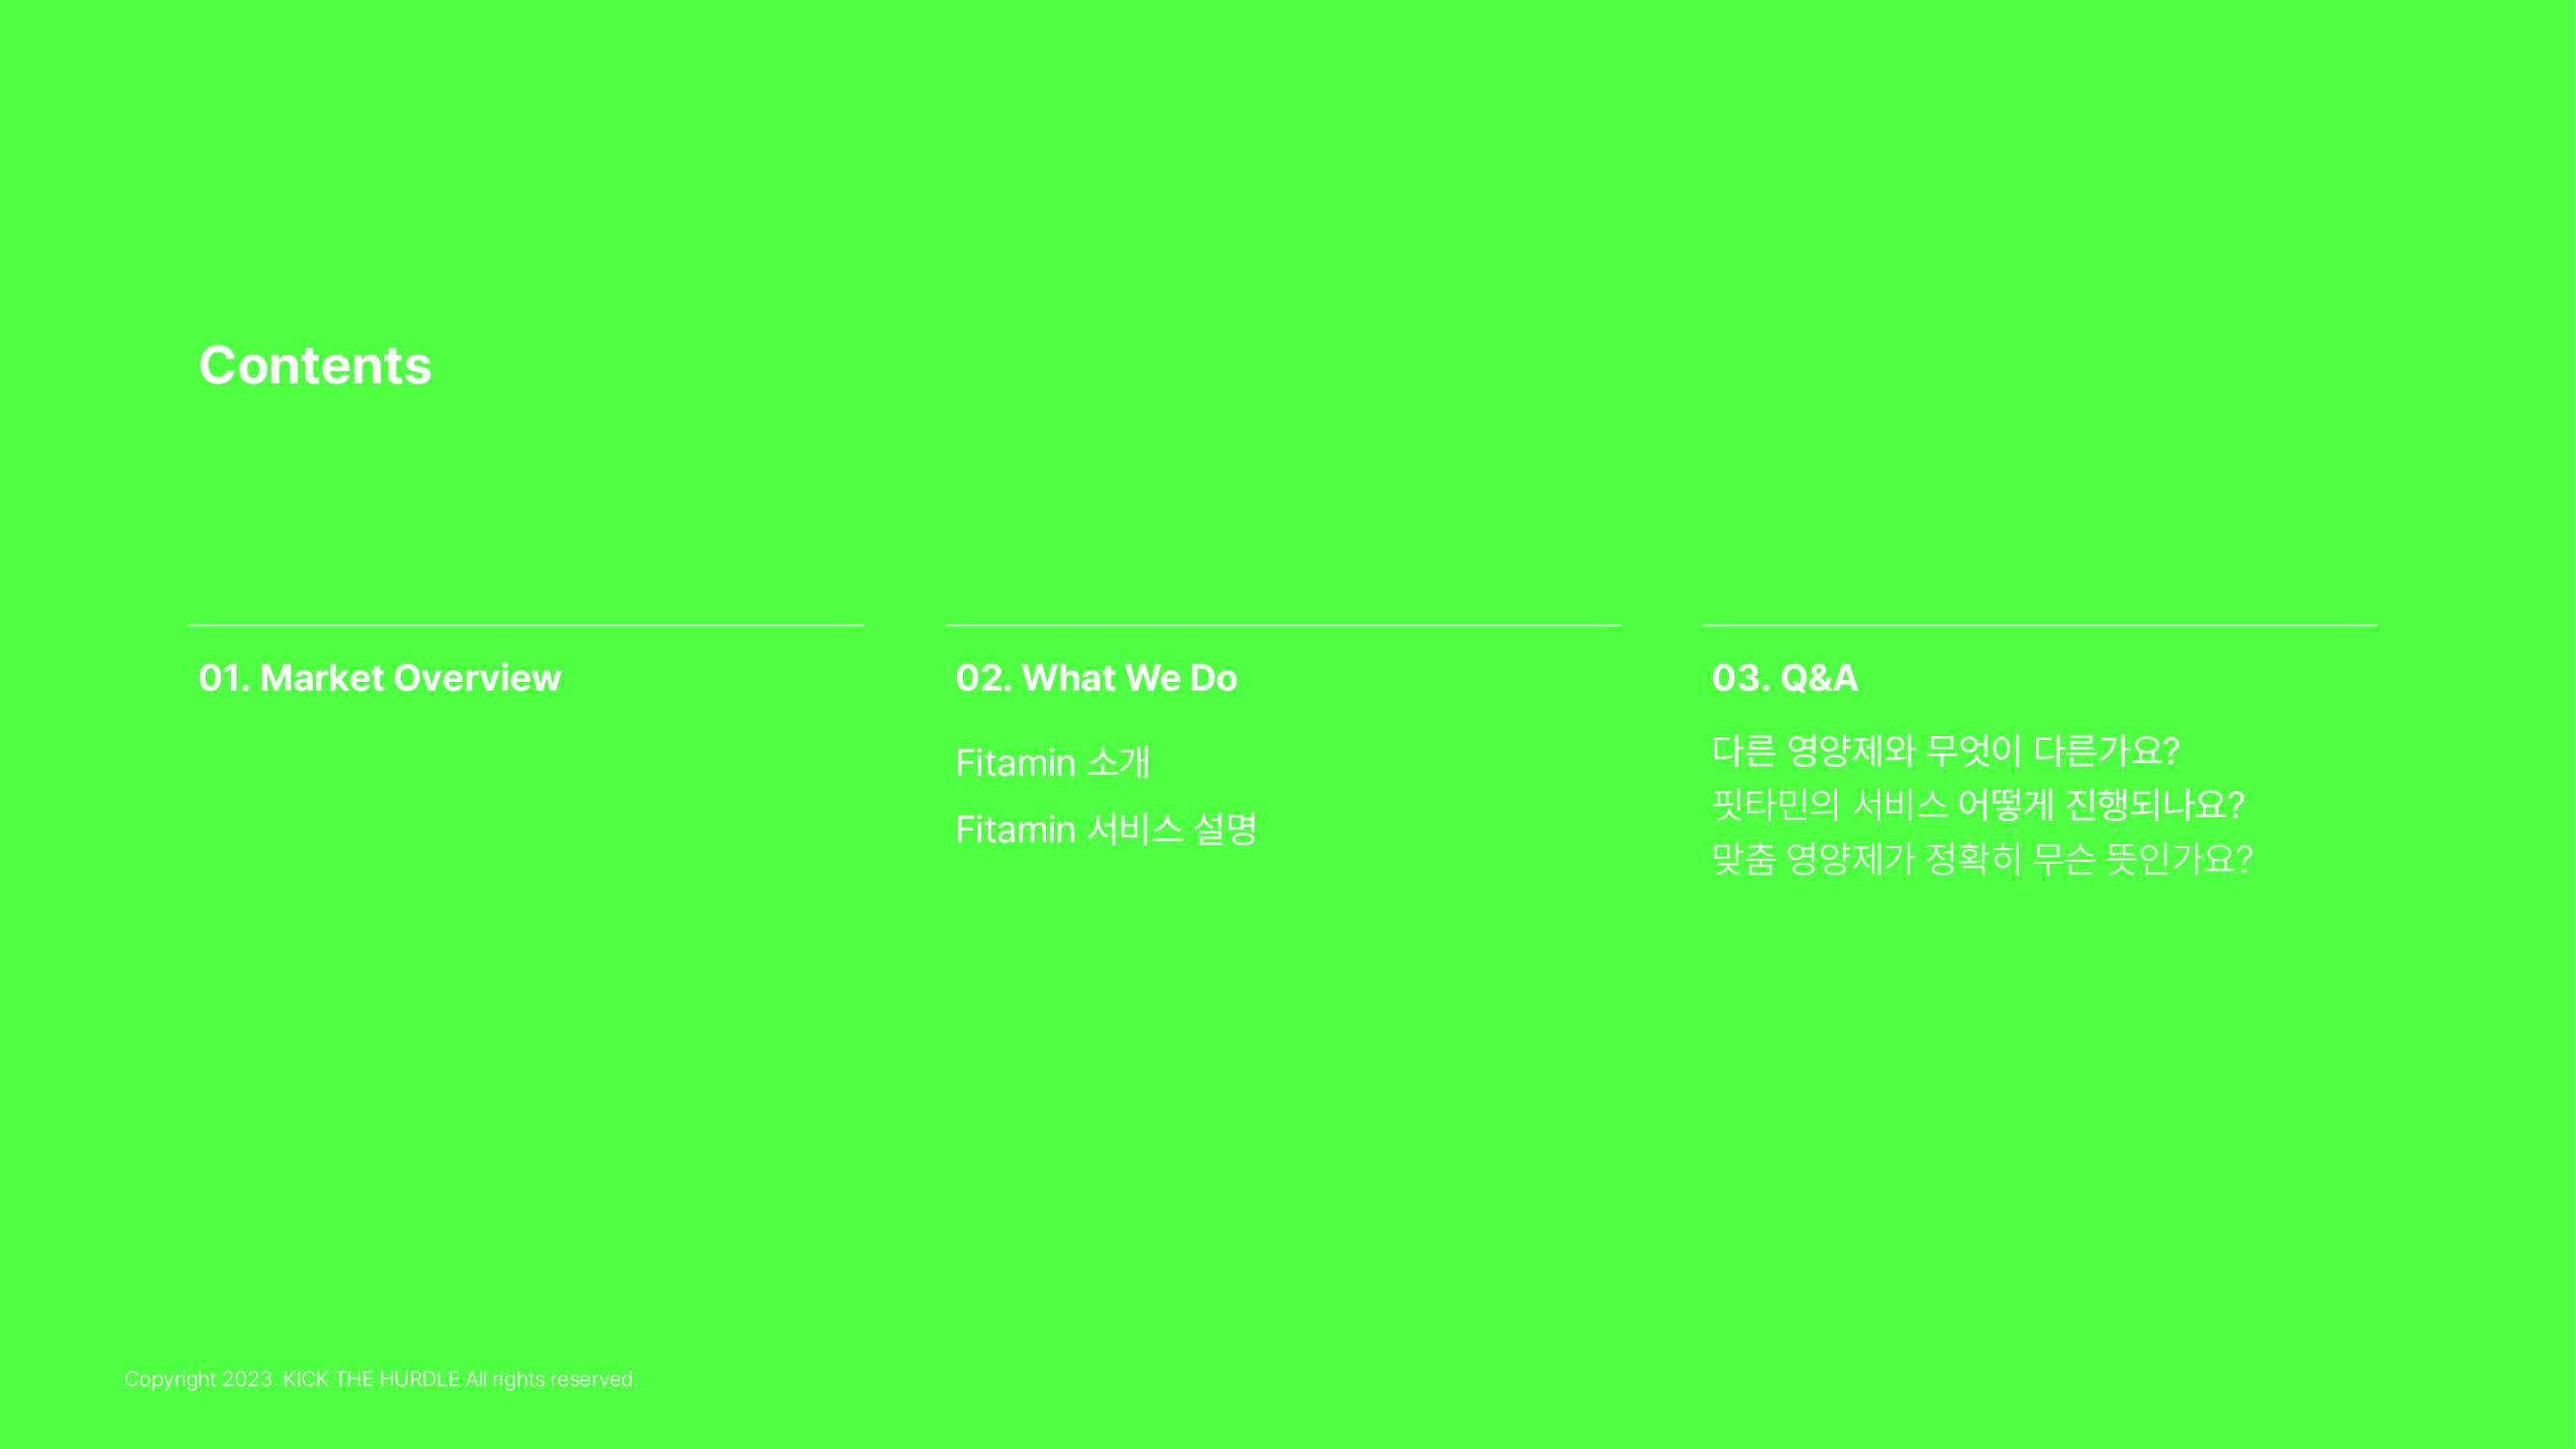 Contents
01. Market Overview
02. What We Do
Fitamin 소개
Fitamin 서비스 설명
03. Q&A
다른 영양제와 무엇이 다른가요?
핏타민의 서비스 어떻게 진행되나요?
맞춤 영양제가 정확히 무슨 뜻인가요?
Copyright 2023. KICK THE HURDLE All rights reserved.